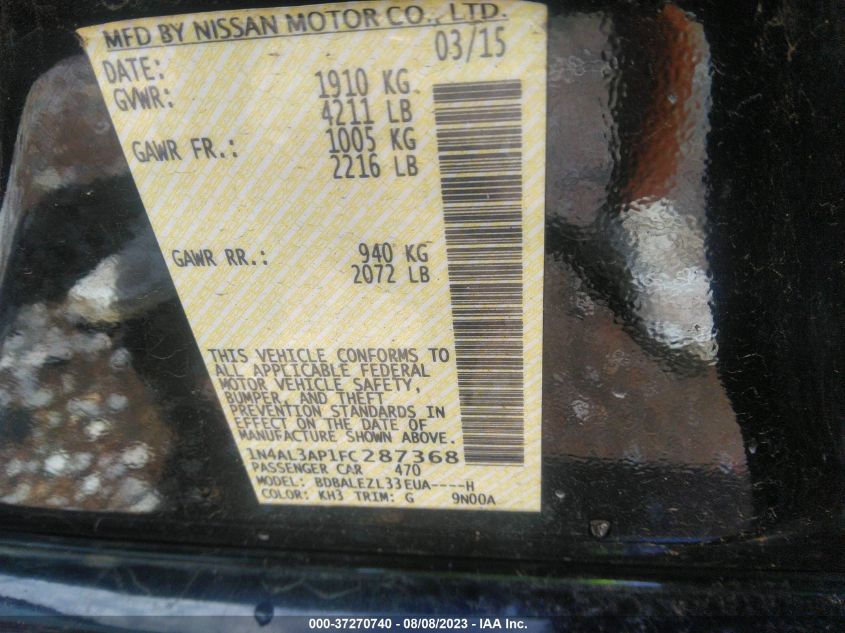 MFD BY NISSAN MOTOR CO., LTD.
DATE: 03/15
GVWR: 1910 KG
4211 LB
GAWR FR.: 1005 KG
2216 LB
GAWR RR.: 940 KG
2072 LB
THIS VEHICLE CONFORMS TO
ALL APPLICABLE FEDERAL
MOTOR VEHICLE SAFETY,
BUMPER, AND THEFT
PREVENTION STANDARDS IN
EFFECT ON THE DATE OF
MANUFACTURE SHOWN ABOVE.
1N4AL3AP1FC287368
PASSENGER CAR 470
MODEL: BDBALEZL33EUA----H
COLOR: KH3 TRIM: G 9N00A
000-37270740 - 08/08/2023 - IAA, Inc.